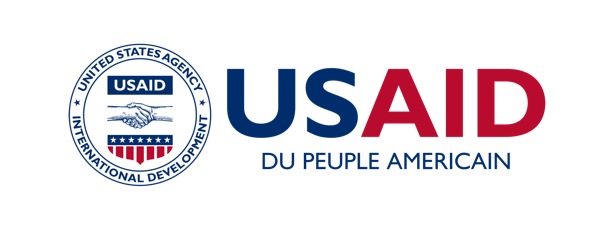 UNITED STATES AGENCY
USAID
INTERNATIONAL DEVELOPMENT
USAID
DU PEUPLE AMERICAIN